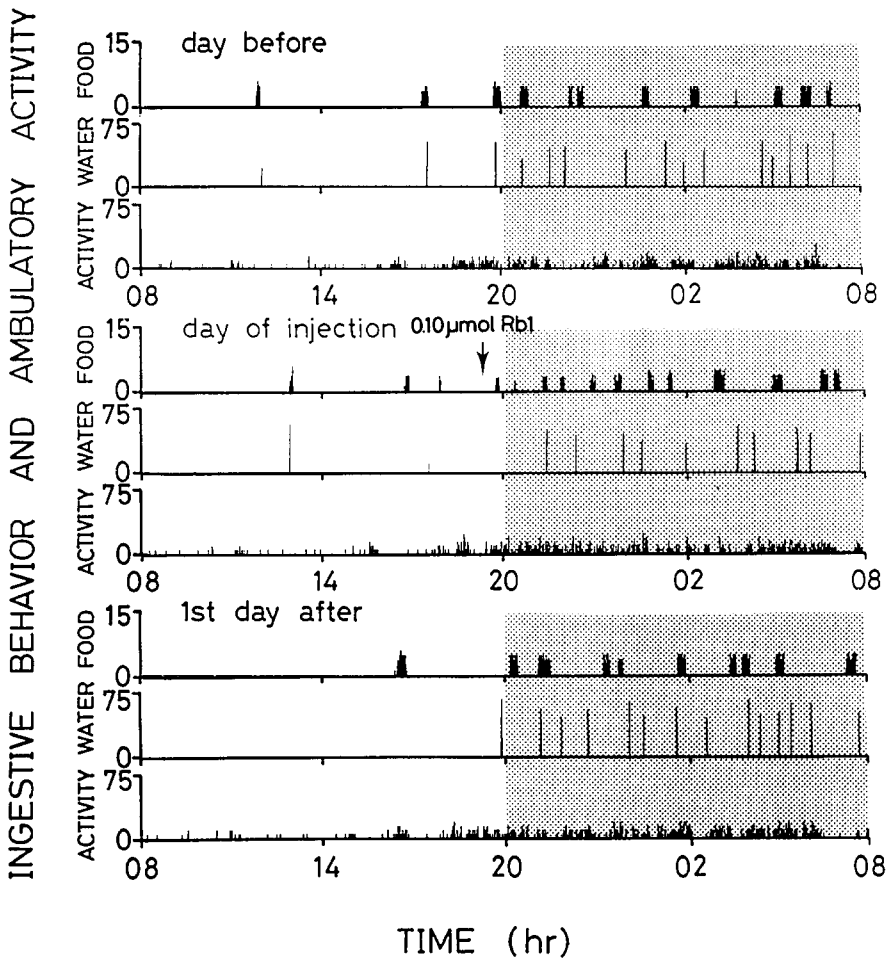 INGESTIVE BEHAVIOR AND AMBULATORY ACTIVITY
day before
FOOD
15
0
WATER
75
0
ACTIVITY
75
0
08 14 20 02 08
day of injection 0.10 µmol Rb1
FOOD
15
0
WATER
75
0
ACTIVITY
75
0
08 14 20 02 08
1st day after
FOOD
15
0
WATER
75
0
ACTIVITY
75
0
08 14 20 02 08
TIME (hr)